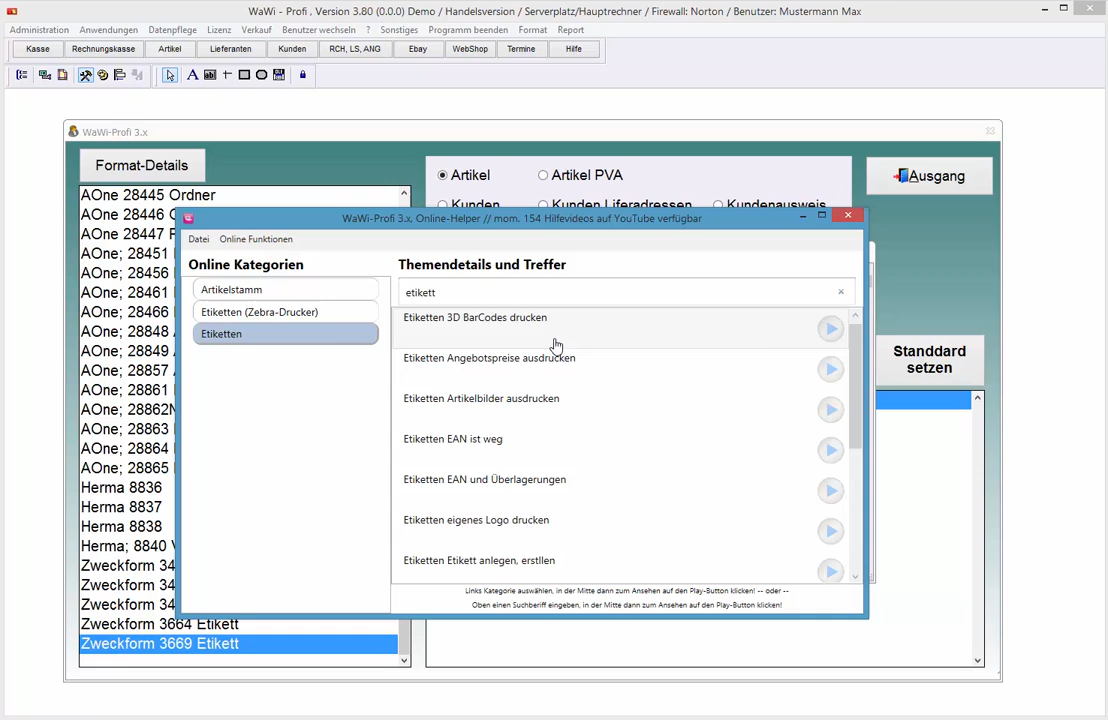 WaWi - Profi , Version 3.80 (0.0.0) Demo / Handelsversion / Serverplatz/Hauptrechner / Firewall: Norton / Benutzer: Mustermann Max
Administration Anwendungen Datenpflege Lizenz Verkauf Benutzer wechseln ? Sonstiges Programm beenden Format Report
Kasse Rechnungskasse Artikel Lieferanten Kunden RCH, LS, ANG Ebay WebShop Termine Hilfe
WaWi-Profi 3.x
Format-Details
Artikel
Artikel PVA
Ausgang
Kunden
Kunden Liferadressen
Kundenausweis
AOne 28445 Ordner
AOne 28446
AOne 28447
AOne; 28451
AOne 28456
AOne 28461
AOne 28466
AOne; 28848
AOne; 28849
AOne; 28857
AOne; 28861
AOne; 28862N
AOne; 28863
AOne; 28864
AOne; 28865
Herma 8836
Herma 8837
Herma 8838
Herma; 8840
Zweckform 34
Zweckform 34
Zweckform 34
Zweckform 3664 Etikett
Zweckform 3669 Etikett
WaWi-Profi 3.x. Online-Helper // mom. 154 Hilfevideos auf YouTube verfügbar
Datei Online Funktionen
Online Kategorien
Artikelstamm
Etiketten (Zebra-Drucker)
Etiketten
Themendetails und Treffer
etikett
Etiketten 3D BarCodes drucken
Etiketten Angebotspreise ausdrucken
Etiketten Artikelbilder ausdrucken
Etiketten EAN ist weg
Etiketten EAN und Überlagerungen
Etiketten eigenes Logo drucken
Etiketten Etikett anlegen, erstllen
Links Kategorie auswählen, in der Mitte dann zum Ansehen auf den Play-Button klicken! -- oder --
Oben einen Suchberiff eingeben, in der Mitte dann zum Ansehen auf den Play-Button klicken!
Standdard
setzen